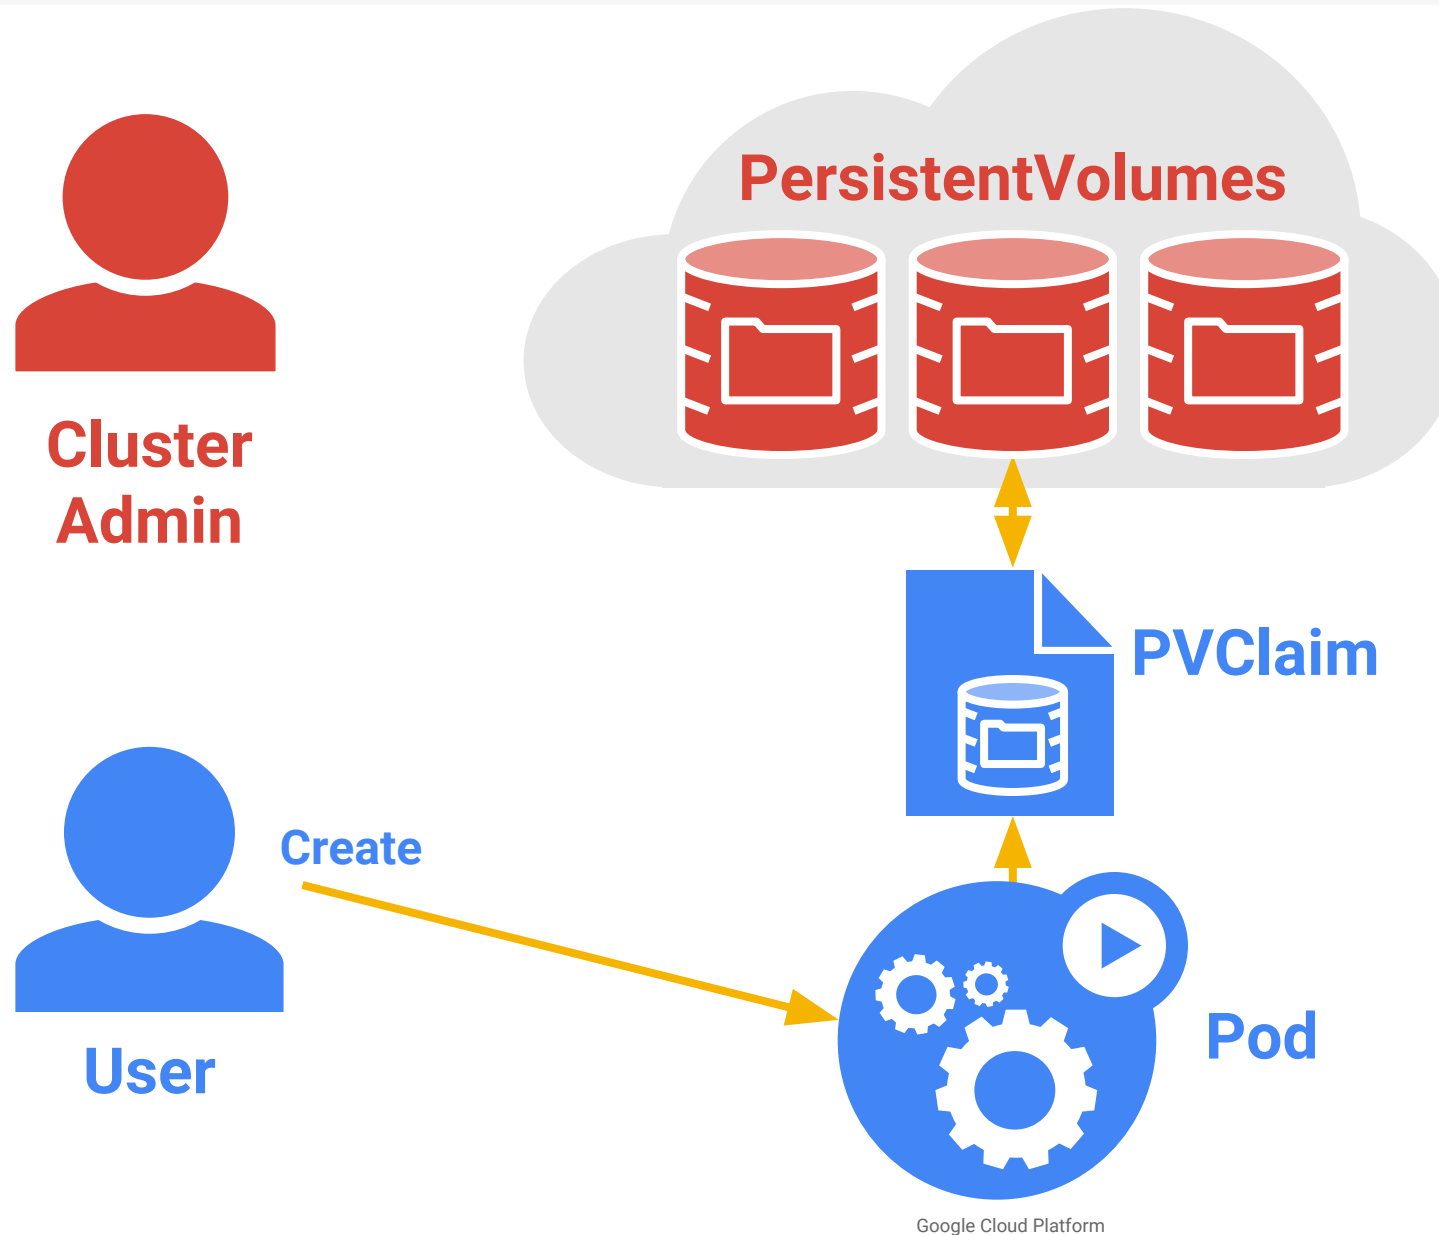 PersistentVolumes
Cluster
Admin
PVClaim
Create
Pod
User
Google Cloud Platform